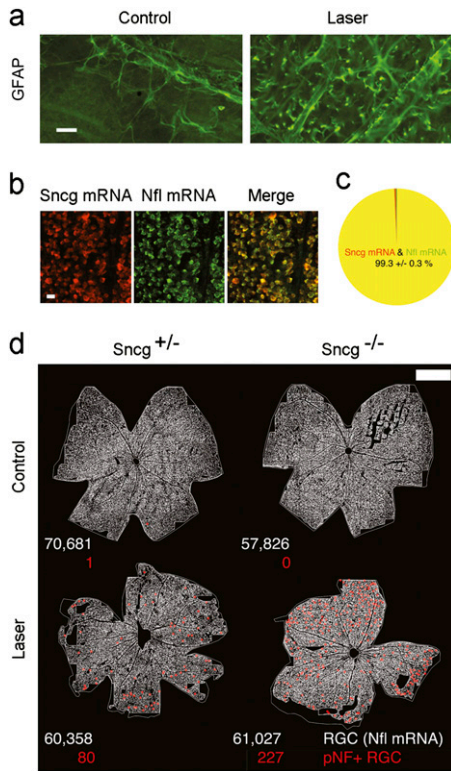 a
Control Laser
GFAP
b
Sncg mRNA Nfl mRNA Merge
c
Sncg mRNA & Nfl mRNA
99.3 +/- 0.3 %
d
Sncg +/- Sncg -/-
Control
70,681 57,826
1 0
Laser
60,358 61,027 RGC (Nfl mRNA)
80 227 pNF+ RGC